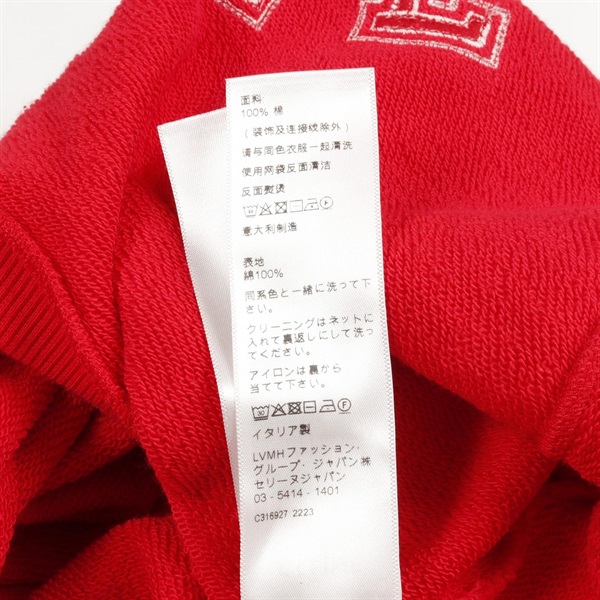 面料:
100% 棉
( 装饰及连接线除外 )
请与同色衣服一起清洗
使用网袋反面清洁
反面熨烫
意大利制造
表地
綿100%
同系色と一緒に洗って下
さい。
クリーニングはネットに
入れて裏返しにして洗っ
てください。
アイロンは裏から
当てて下さい。
イタリア製
LVMHファッション・
グループ・ジャパン㈱
セリーヌジャパン
03 - 5414 - 1401
C316927 2223